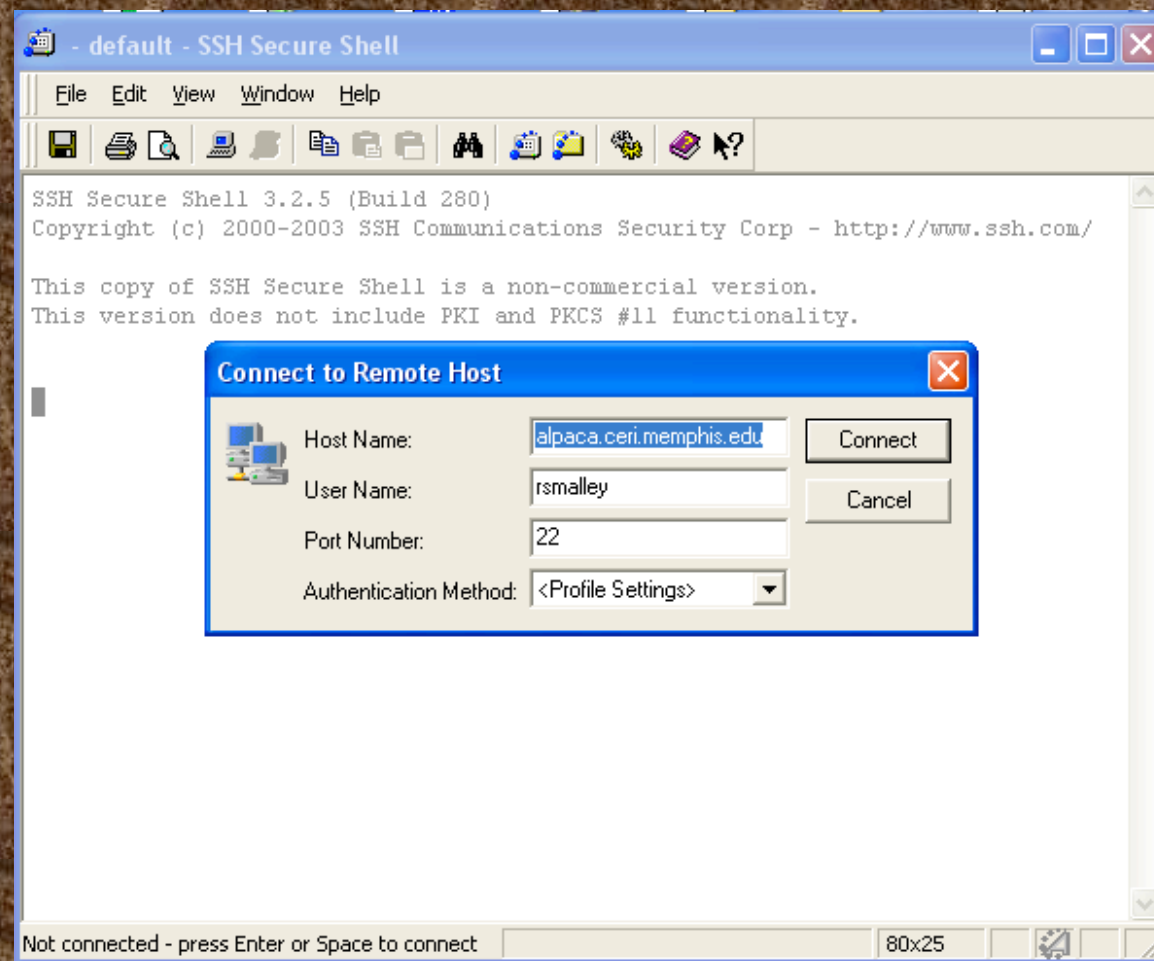 - default - SSH Secure Shell
File Edit View Window Help
SSH Secure Shell 3.2.5 (Build 280)
Copyright (c) 2000-2003 SSH Communications Security Corp - http://www.ssh.com/
This copy of SSH Secure Shell is a non-commercial version.
This version does not include PKI and PKCS #11 functionality.
Connect to Remote Host
Host Name: alpaca.ceri.memphis.edu Connect
User Name: rsmalley Cancel
Port Number: 22
Authentication Method: <Profile Settings>
Not connected - press Enter or Space to connect 80x25